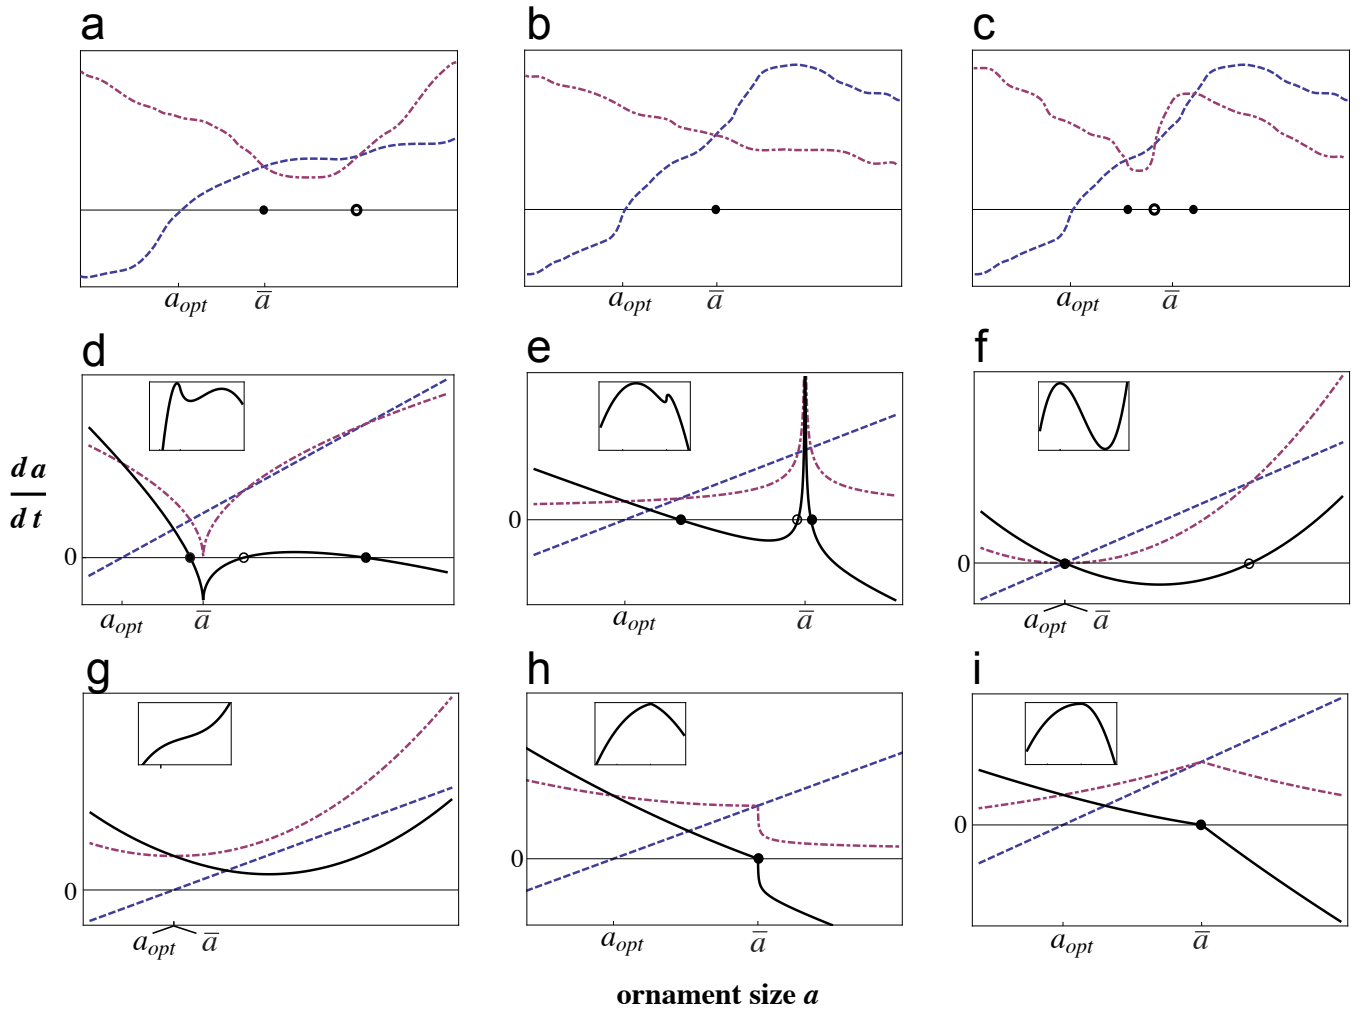 a b c
a_opt a̅ a_opt a̅ a_opt a̅
d e f
da
dt
0 0 0
a_opt a̅ a_opt a̅ a_opt a̅
g h i
0 0 0
a_opt a̅ a_opt a̅ a_opt a̅
ornament size a